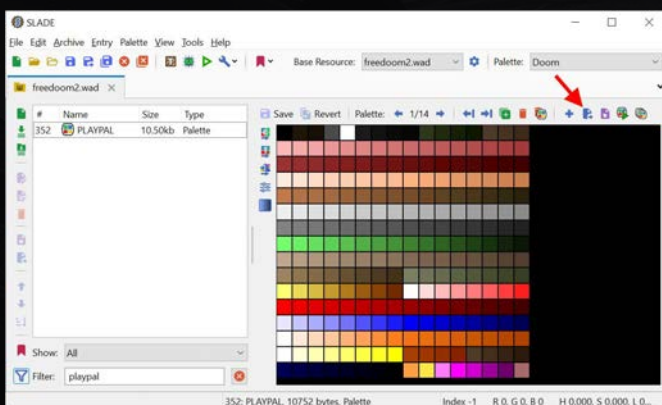 SLADE
File Edit Archive Entry Palette View Tools Help
Base Resource: freedoom2.wad Palette: Doom
freedoom2.wad
# Name Size Type
352 PLAYPAL 10.50kb Palette
Save Revert Palette: 1/14
Show: All
Filter: playpal
352: PLAYPAL, 10752 bytes, Palette Index -1 R 0, G 0, B 0 H 0.000, S 0.000, L 0...